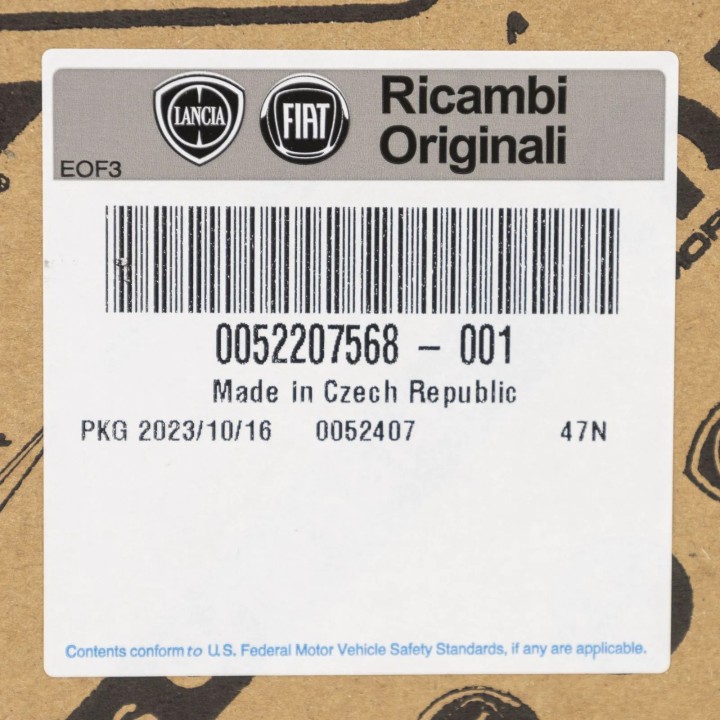 LANCIA FIAT Ricambi
Originali
EOF3
0052207568 - 001
Made in Czech Republic
PKG 2023/10/16 0052407 47N
Contents conform to U.S. Federal Motor Vehicle Safety Standards, if any are applicable.